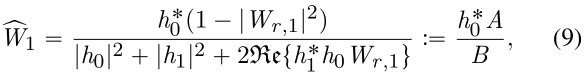 \widehat{W}_1 = \frac{h_0^*(1 - |W_{r,1}|^2)}{|h_0|^2 + |h_1|^2 + 2\mathfrak{Re}\{h_1^* h_0 W_{r,1}\}} := \frac{h_0^* A}{B}, (9)